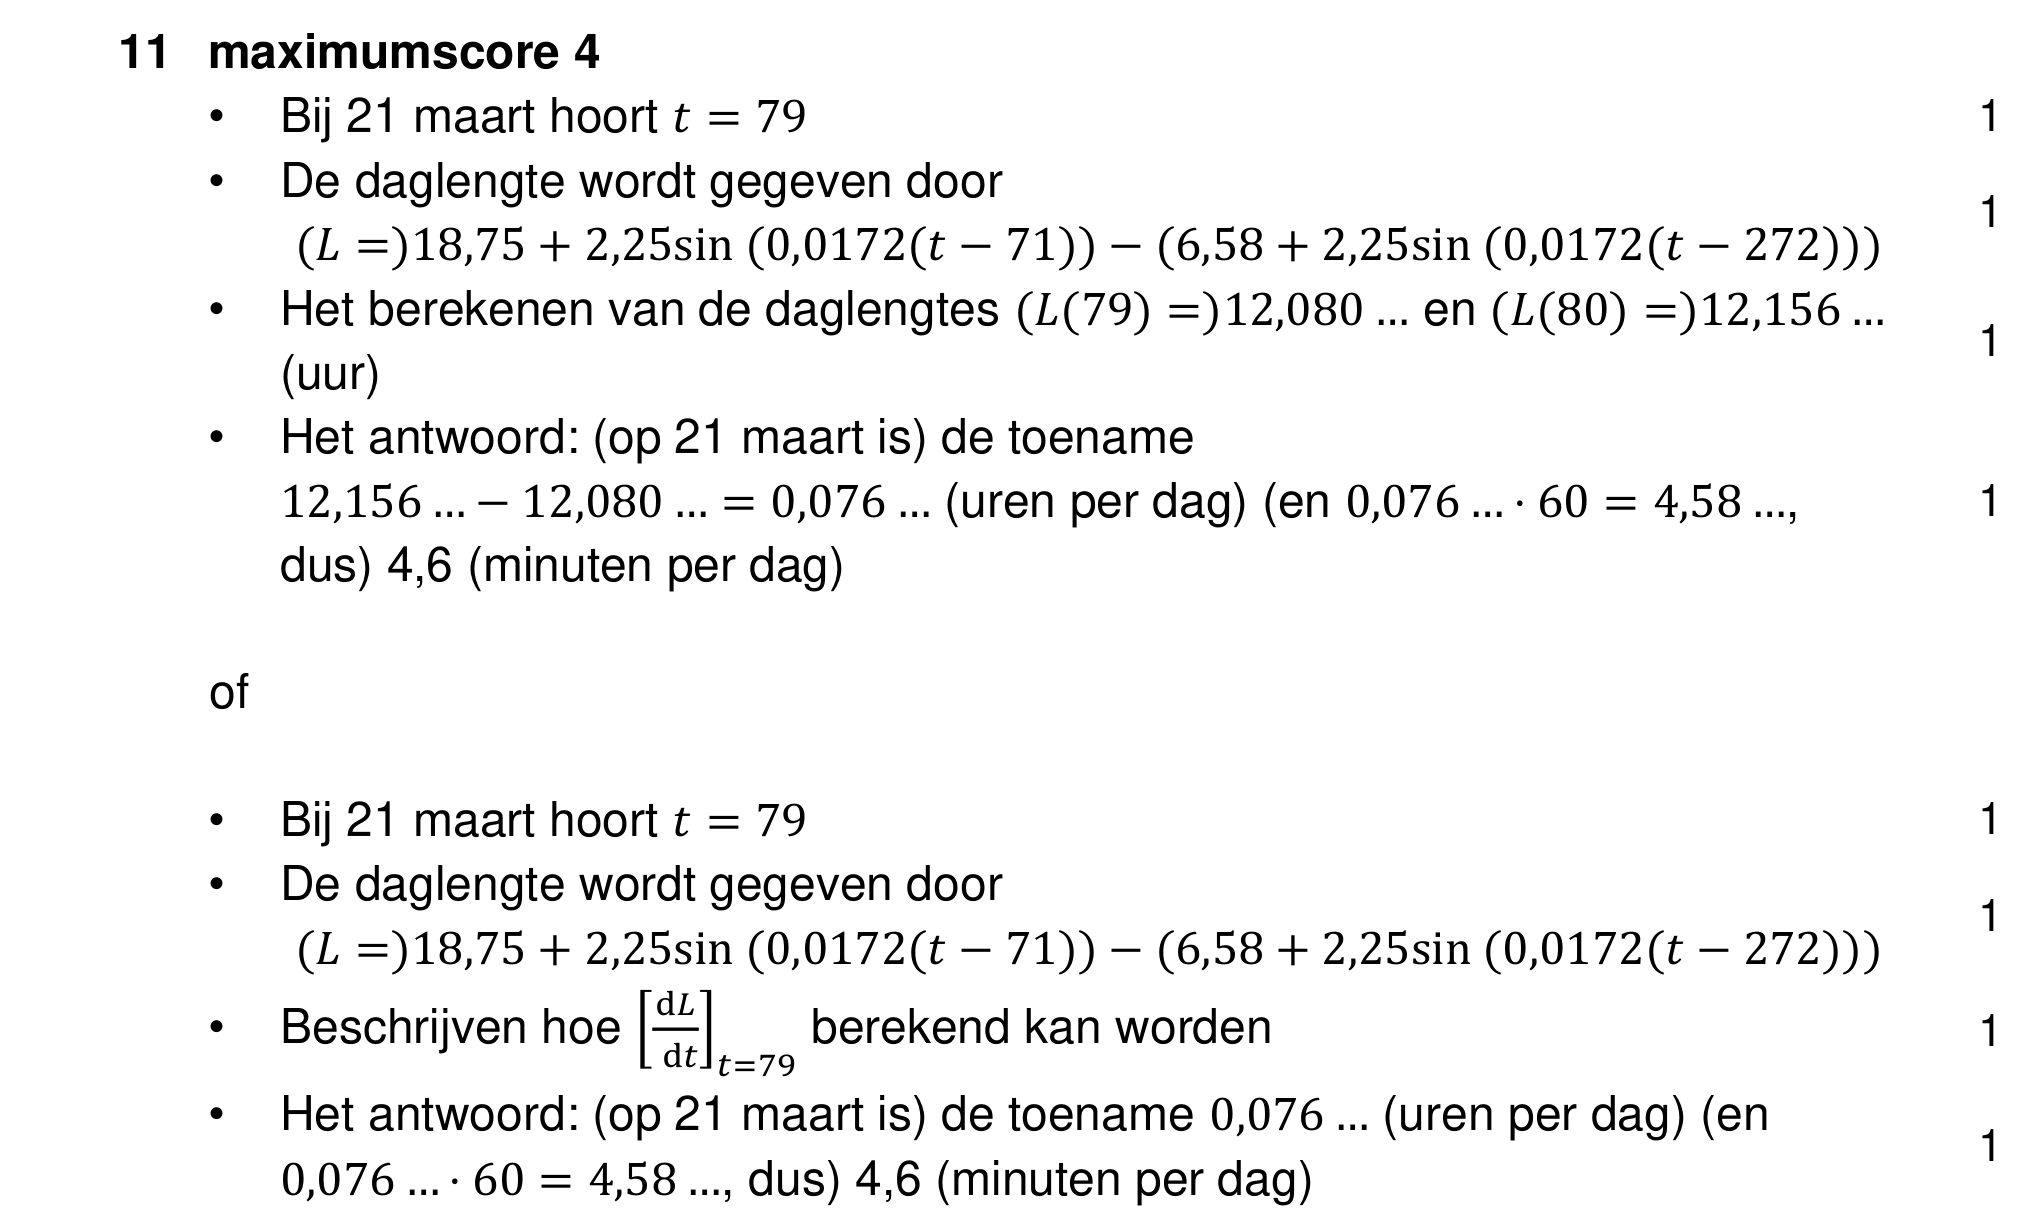 11 maximumscore 4
• Bij 21 maart hoort t = 79 1
• De daglengte wordt gegeven door
(L =)18,75 + 2,25sin (0,0172(t − 71)) − (6,58 + 2,25sin (0,0172(t − 272))) 1
• Het berekenen van de daglengtes (L(79) =)12,080 ... en (L(80) =)12,156 ...
(uur) 1
• Het antwoord: (op 21 maart is) de toename
12,156 ... − 12,080 ... = 0,076 ... (uren per dag) (en 0,076 ... · 60 = 4,58 ..., 1
dus) 4,6 (minuten per dag)
of
• Bij 21 maart hoort t = 79 1
• De daglengte wordt gegeven door
(L =)18,75 + 2,25sin (0,0172(t − 71)) − (6,58 + 2,25sin (0,0172(t − 272))) 1
• Beschrijven hoe [dL/dt]t=79 berekend kan worden 1
• Het antwoord: (op 21 maart is) de toename 0,076 ... (uren per dag) (en
0,076 ... · 60 = 4,58 ..., dus) 4,6 (minuten per dag) 1